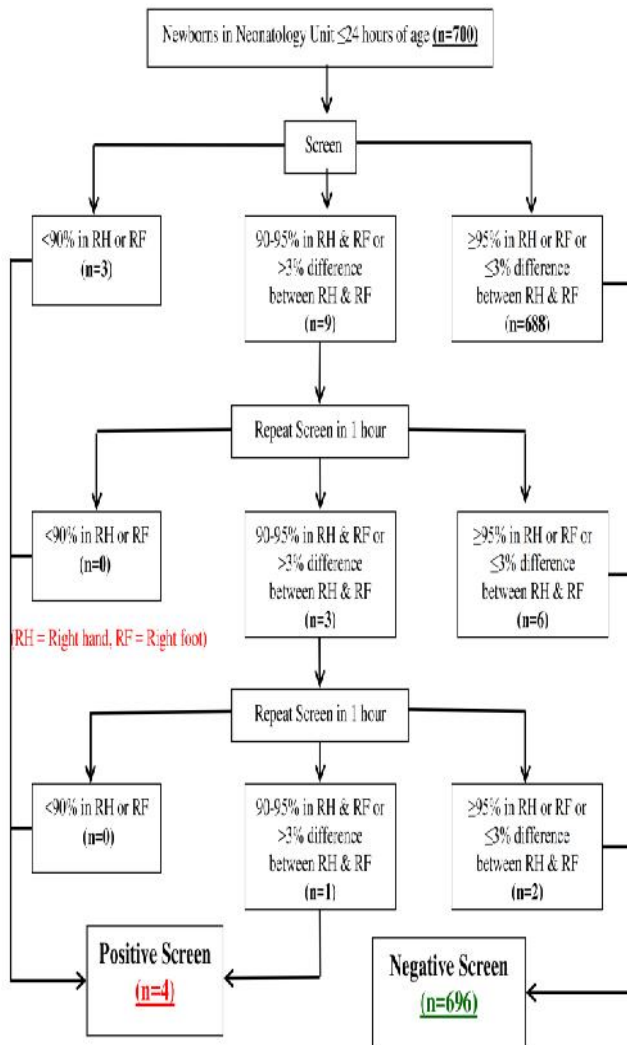 Newborns in Neonatology Unit ≤24 hours of age (n=700)
Screen
<90% in RH or RF
(n=3)
90-95% in RH & RF or
>3% difference
between RH & RF
(n=9)
≥95% in RH or RF or
≤3% difference
between RH & RF
(n=688)
Repeat Screen in 1 hour
<90% in RH or RF
(n=0)
90-95% in RH & RF or
>3% difference
between RH & RF
(n=3)
≥95% in RH or RF or
≤3% difference
between RH & RF
(n=6)
(RH = Right hand, RF = Right foot)
Repeat Screen in 1 hour
<90% in RH or RF
(n=0)
90-95% in RH & RF or
>3% difference
between RH & RF
(n=1)
≥95% in RH or RF or
≤3% difference
between RH & RF
(n=2)
Positive Screen
(n=4)
Negative Screen
(n=696)